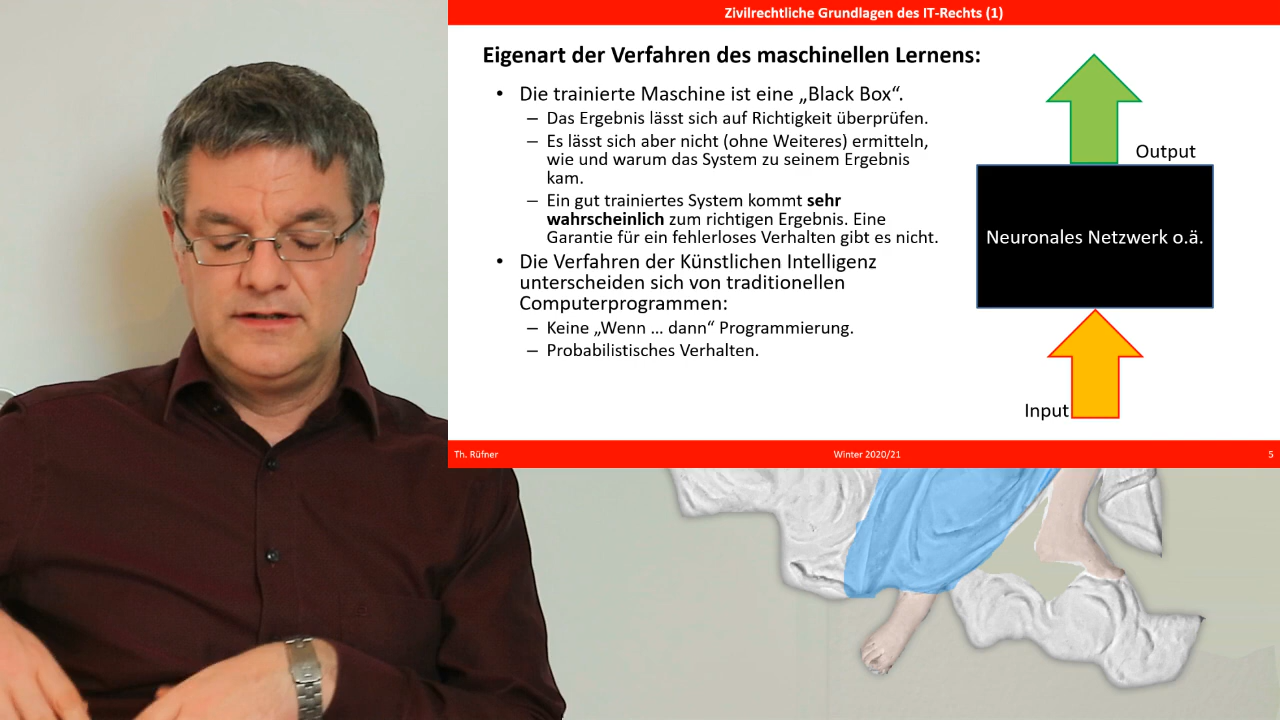 Zivilrechtliche Grundlagen des IT-Rechts (1)
Eigenart der Verfahren des maschinellen Lernens:
• Die trainierte Maschine ist eine „Black Box“.
– Das Ergebnis lässt sich auf Richtigkeit überprüfen.
– Es lässt sich aber nicht (ohne Weiteres) ermitteln,
wie und warum das System zu seinem Ergebnis
kam.
– Ein gut trainiertes System kommt sehr
wahrscheinlich zum richtigen Ergebnis. Eine
Garantie für ein fehlerloses Verhalten gibt es nicht.
• Die Verfahren der Künstlichen Intelligenz
unterscheiden sich von traditionellen
Computerprogrammen:
– Keine „Wenn … dann“ Programmierung.
– Probabilistisches Verhalten.
Output
Neuronales Netzwerk o.ä.
Input
Th. Rüfner
Winter 2020/21
5